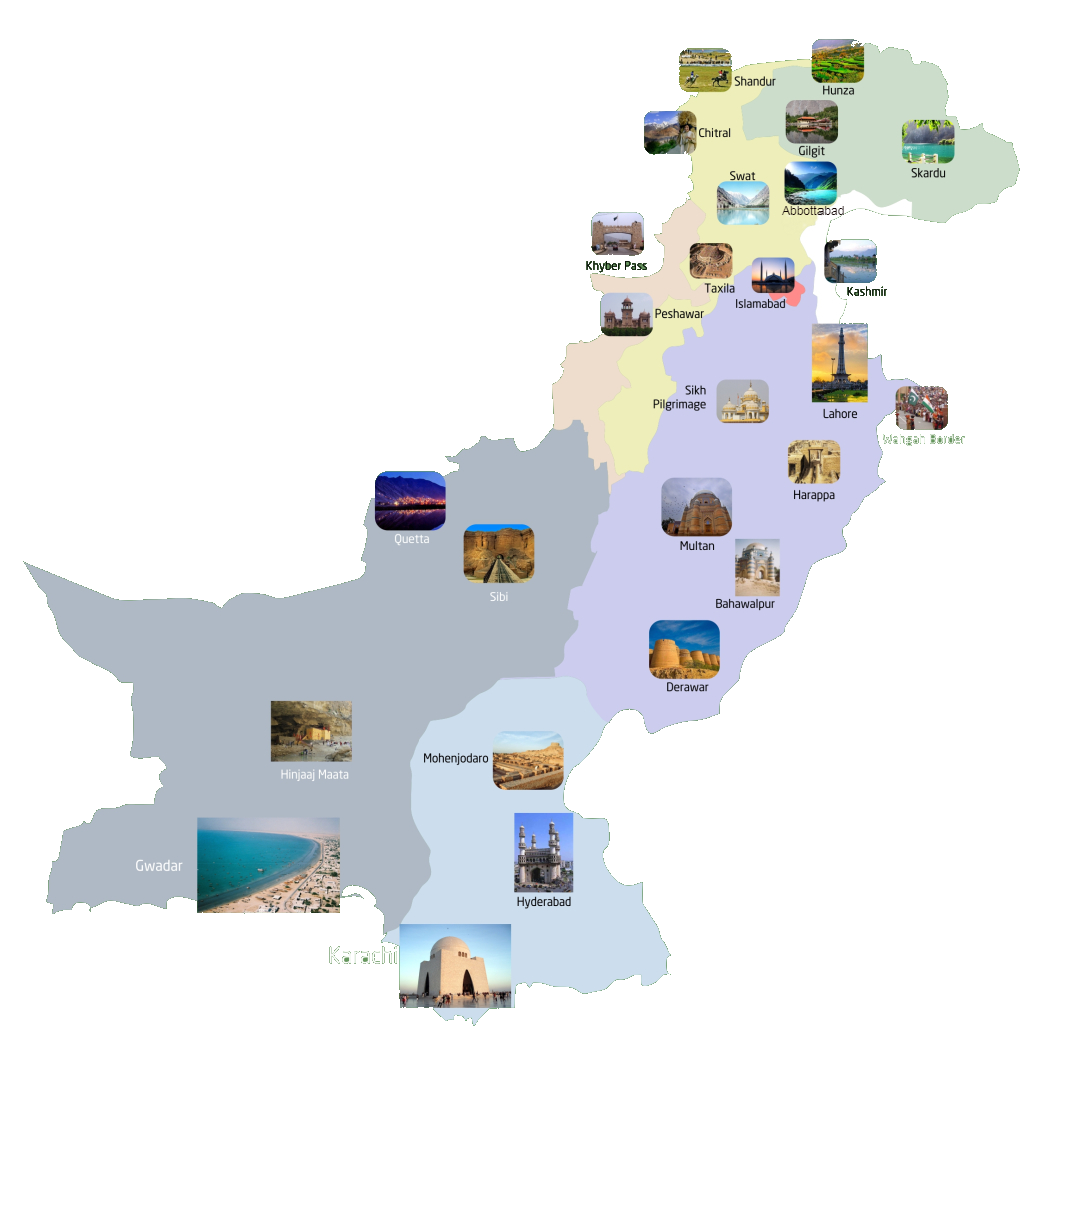 Shandur
Hunza
Chitral
Gilgit
Skardu
Swat
Abbottabad
Khyber Pass
Taxila
Islamabad
Kashmir
Peshawar
Sikh
Pilgrimage
Lahore
Wahgah Border
Harappa
Quetta
Multan
Sibi
Bahawalpur
Derawar
Mohenjodaro
Hinjaaj Maata
Gwadar
Hyderabad
Karachi